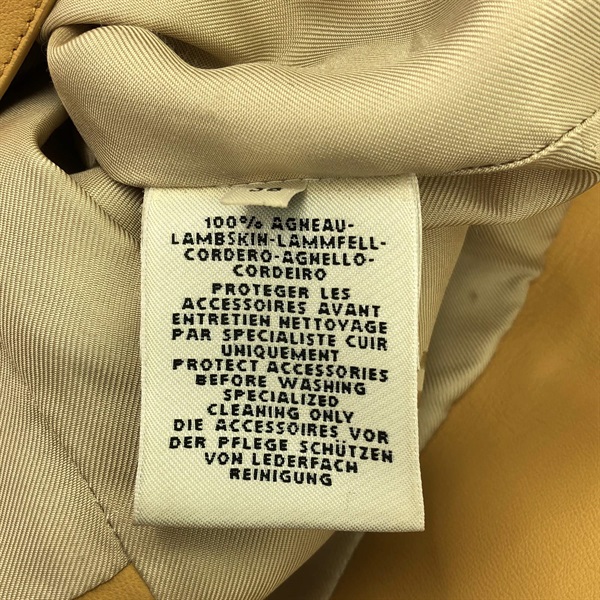 100% AGNEAU-
LAMBSKIN-LAMMFELL-
CORDERO-AGNELLO-
CORDEIRO
PROTEGER LES
ACCESSOIRES AVANT
ENTRETIEN NETTOYAGE
PAR SPECIALISTE CUIR
UNIQUEMENT
PROTECT ACCESSORIES
BEFORE WASHING
SPECIALIZED
CLEANING ONLY
DIE ACCESSOIRES VOR
DER PFLEGE SCHÜTZEN
VON LEDERFACH
REINIGUNG